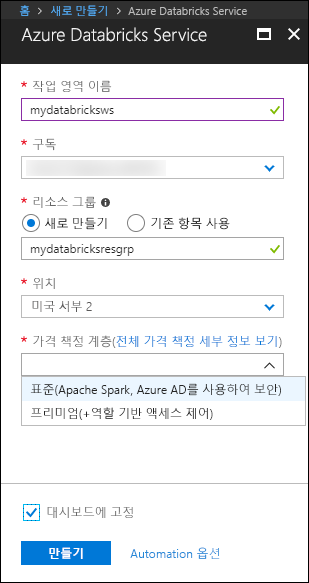 홈 > 새로 만들기 > Azure Databricks Service
Azure Databricks Service
* 작업 영역 이름
mydatabricksws
* 구독
* 리소스 그룹
새로 만들기 기존 항목 사용
mydatabricksresgrp
* 위치
미국 서부 2
* 가격 책정 계층(전체 가격 책정 세부 정보 보기)
표준(Apache Spark, Azure AD를 사용하여 보안)
프리미엄(+역할 기반 액세스 제어)
대시보드에 고정
만들기 Automation 옵션